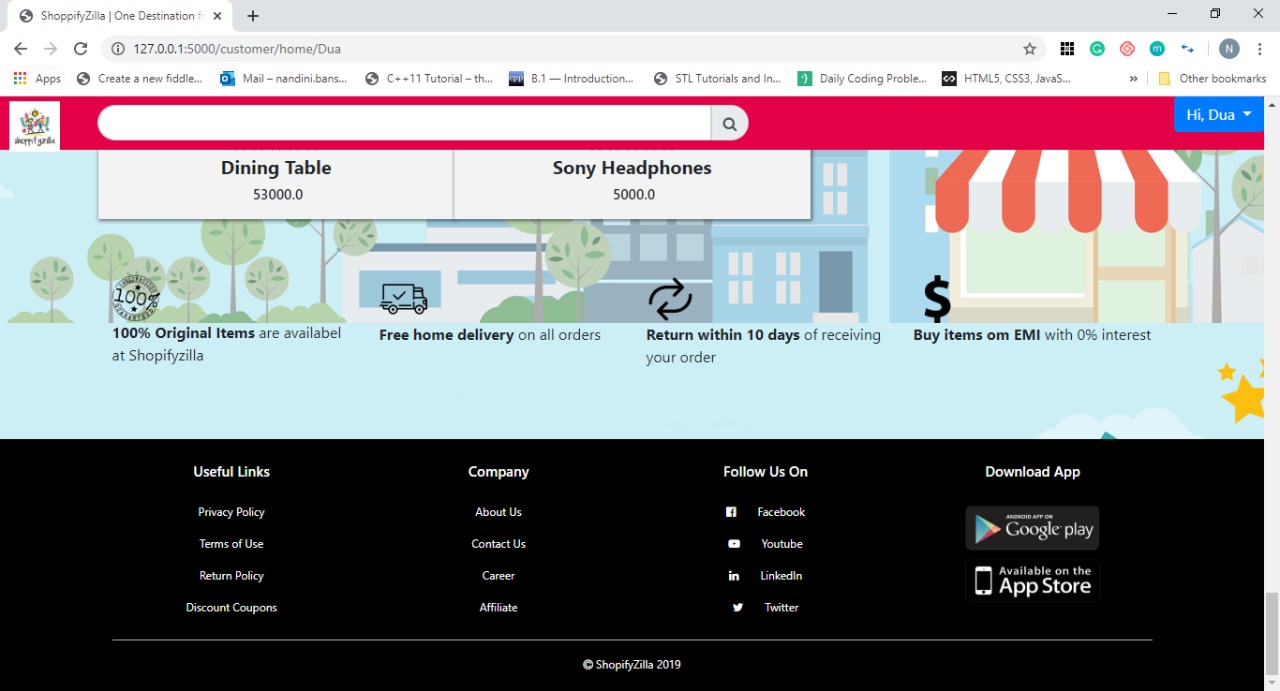 ShoppifyZilla | One Destination fo
127.0.0.1:5000/customer/home/Dua
N
Apps
Create a new fiddle...
Mail – nandini.bans...
C++11 Tutorial – th...
B.1 — Introduction...
STL Tutorials and In...
Daily Coding Proble...
HTML5, CSS3, JavaS...
»
Other bookmarks
shoppifyzilla
Hi, Dua
Dining Table
53000.0
Sony Headphones
5000.0
100%
100% Original Items are availabel
at Shopifyzilla
Free home delivery on all orders
Return within 10 days of receiving
your order
$
Buy items om EMI with 0% interest
Useful Links
Privacy Policy
Terms of Use
Return Policy
Discount Coupons
Company
About Us
Contact Us
Career
Affiliate
Follow Us On
Facebook
Youtube
LinkedIn
Twitter
Download App
ANDROID APP ON
Google play
Available on the
App Store
© ShopifyZilla 2019